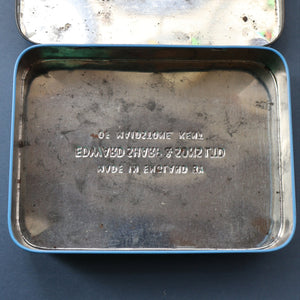 MADE IN ENGLAND BY
EDWARD SHARP & SONS LTD
OF MAIDSTONE KENT